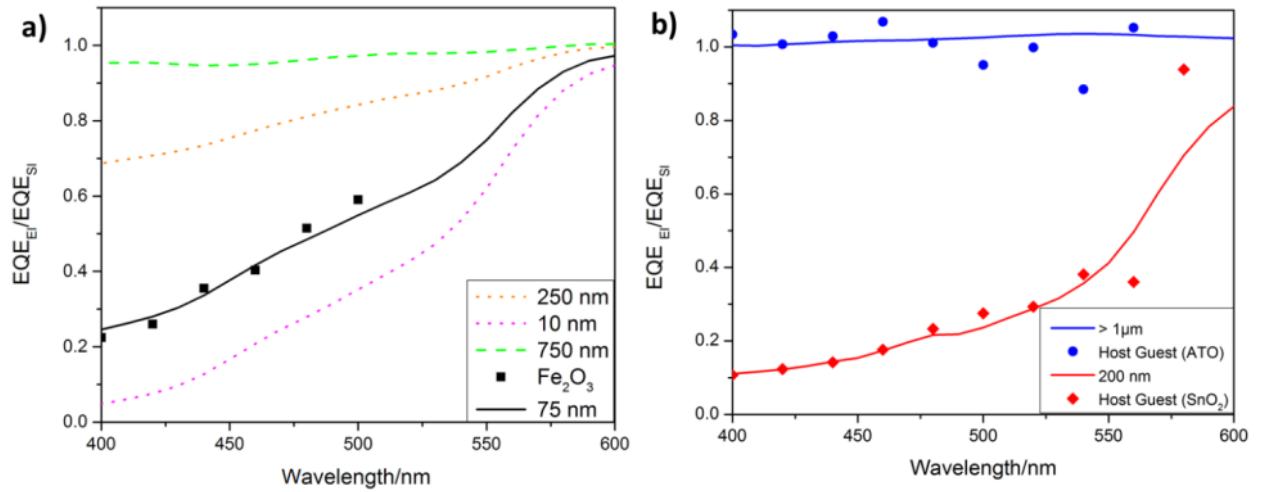 a)
EQE_EI/EQE_SI
1.0
0.8
0.6
0.4
0.2
0.0
400
450
500
550
600
Wavelength/nm
250 nm
10 nm
750 nm
Fe₂O₃
75 nm
b)
EQE _EI/EQE_SI
1.0
0.8
0.6
0.4
0.2
0.0
400
450
500
550
600
Wavelength/nm
> 1µm
Host Guest (ATO)
200 nm
Host Guest (SnO₂)